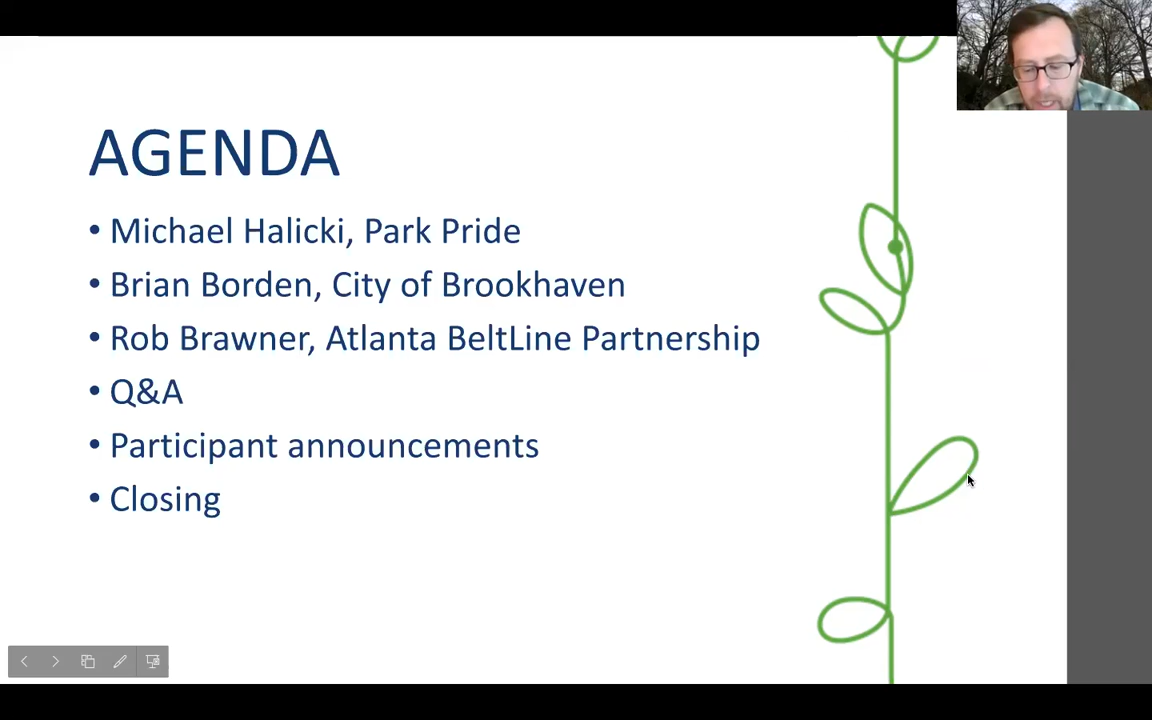 AGENDA
• Michael Halicki, Park Pride
• Brian Borden, City of Brookhaven
• Rob Brawner, Atlanta BeltLine Partnership
• Q&A
• Participant announcements
• Closing